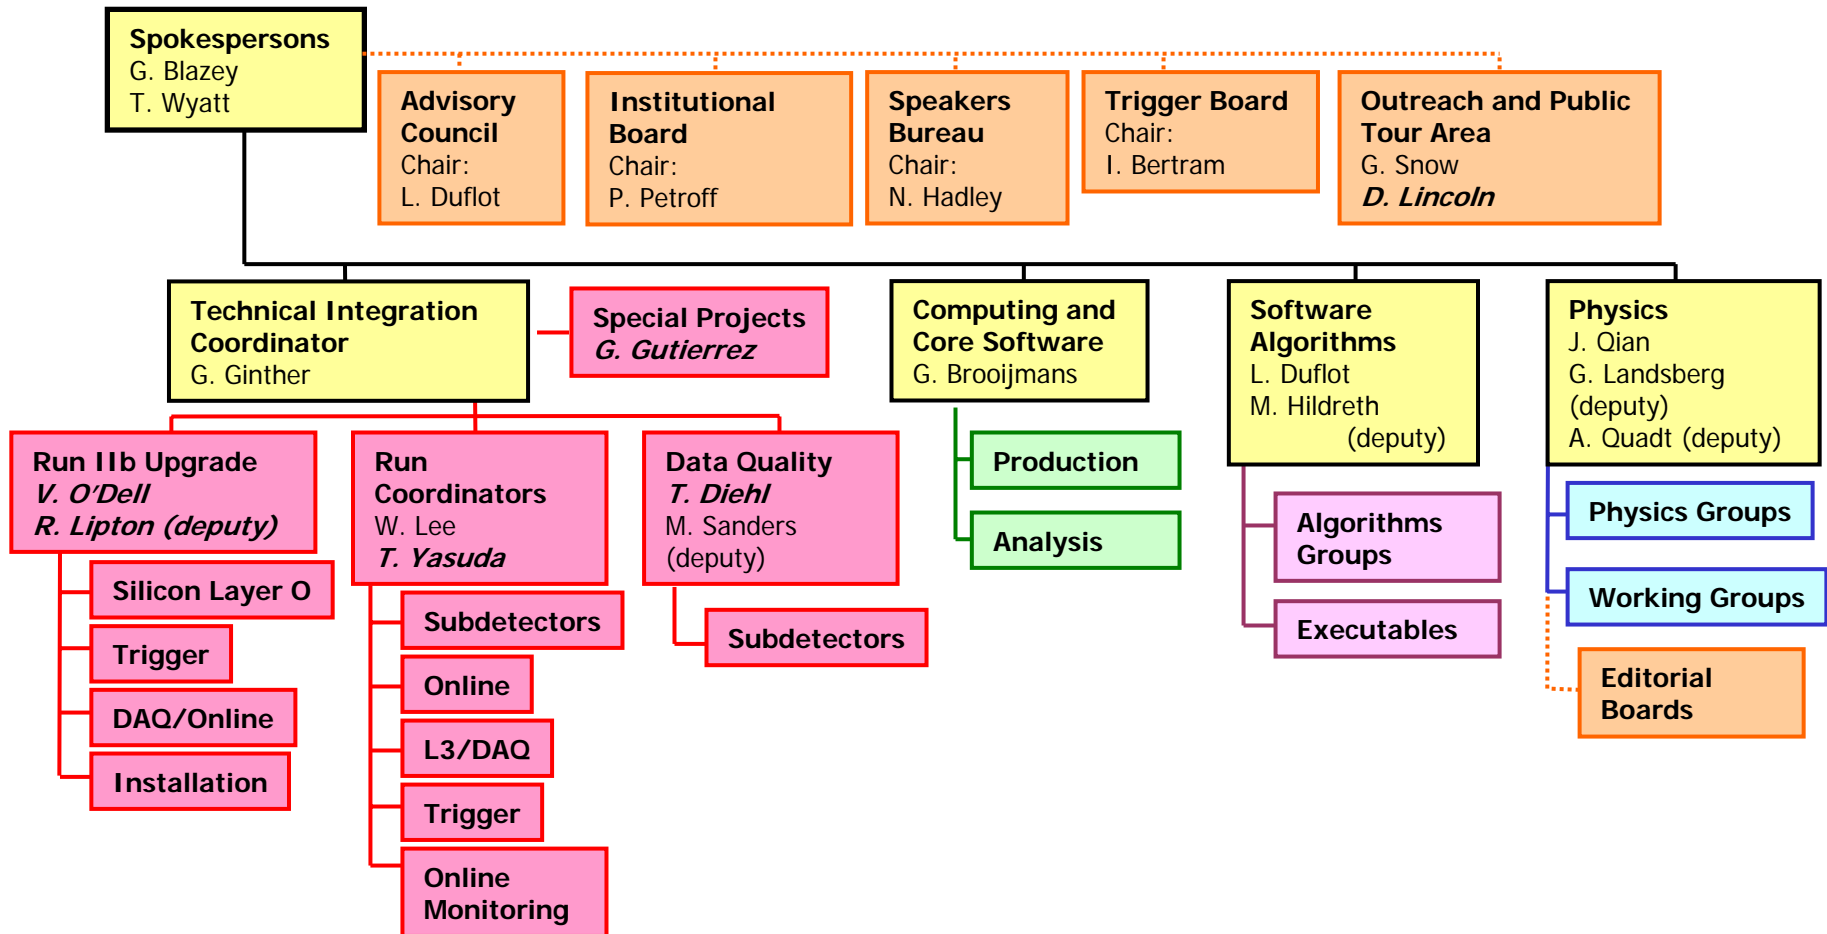 Spokespersons
G. Blazey
T. Wyatt
Advisory
Council
Chair:
L. Duflot
Institutional
Board
Chair:
P. Petroff
Speakers
Bureau
Chair:
N. Hadley
Trigger Board
Chair:
I. Bertram
Outreach and Public
Tour Area
G. Snow
D. Lincoln
Technical Integration
Coordinator
G. Ginther
Special Projects
G. Gutierrez
Computing and
Core Software
G. Brooijmans
Software
Algorithms
L. Duflot
M. Hildreth
(deputy)
Physics
J. Qian
G. Landsberg
(deputy)
A. Quadt (deputy)
Run IIb Upgrade
V. O'Dell
R. Lipton (deputy)
Run
Coordinators
W. Lee
T. Yasuda
Data Quality
T. Diehl
M. Sanders
(deputy)
Production
Analysis
Algorithms
Groups
Executables
Physics Groups
Working Groups
Editorial
Boards
Silicon Layer O
Trigger
DAQ/Online
Installation
Subdetectors
Online
L3/DAQ
Trigger
Online
Monitoring
Subdetectors